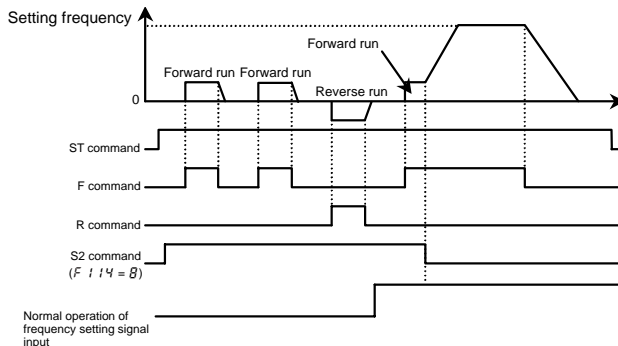 Setting frequency
Forward run
Forward run Forward run
Reverse run
0
ST command
F command
R command
S2 command
(F 114 = 8)
Normal operation of
frequency setting signal
input